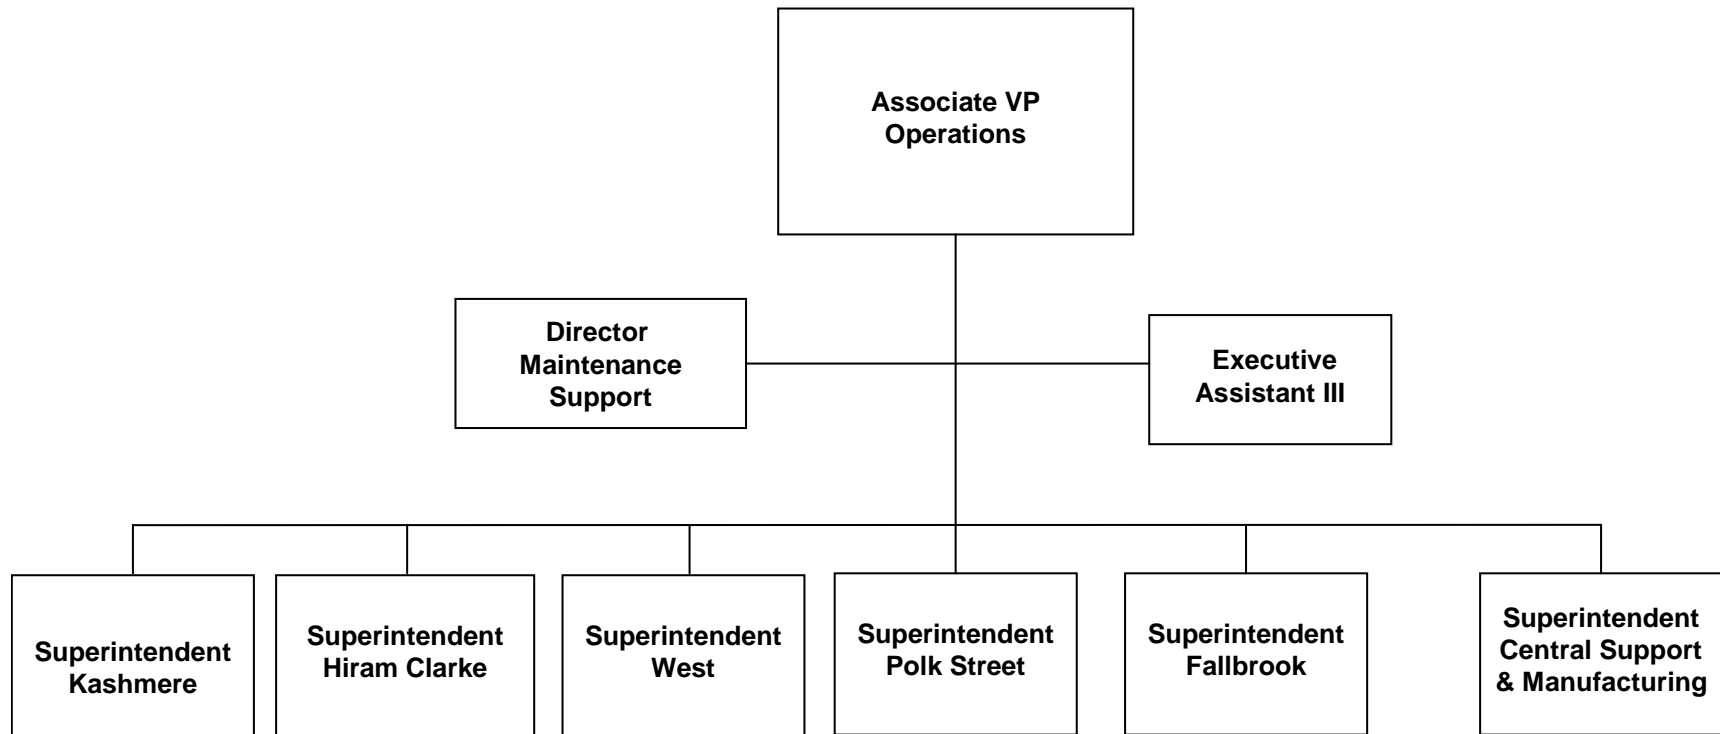 Associate VP
Operations
Director
Maintenance
Support
Executive
Assistant III
Superintendent
Kashmere
Superintendent
Hiram Clarke
Superintendent
West
Superintendent
Polk Street
Superintendent
Fallbrook
Superintendent
Central Support
& Manufacturing